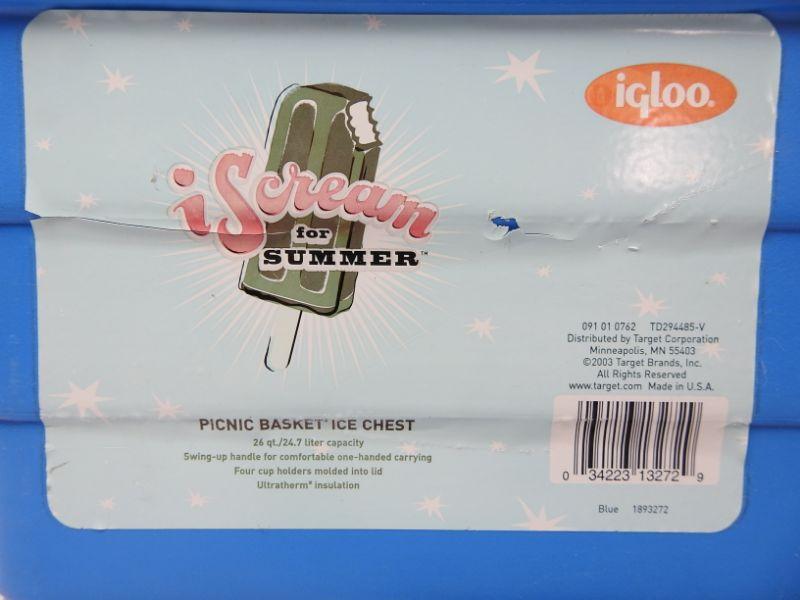 igloo®
iScream
for
SUMMER™
091 01 0762 TD294485-V
Distributed by Target Corporation
Minneapolis, MN 55403
©2003 Target Brands, Inc.
All Rights Reserved
www.target.com Made in U.S.A.
PICNIC BASKET® ICE CHEST
26 qt./24.7 liter capacity
Swing-up handle for comfortable one-handed carrying
Four cup holders molded into lid
Ultratherm® insulation
0 34223 13272 9
Blue 1893272